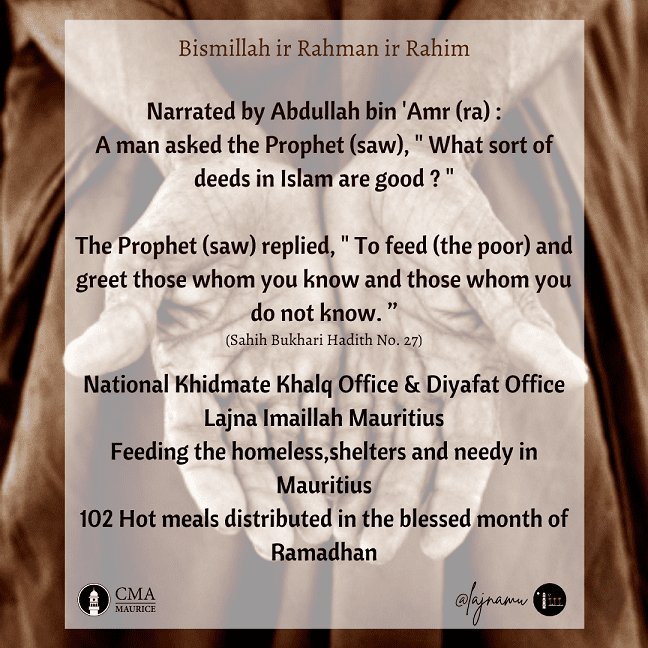 Bismillah ir Rahman ir Rahim
Narrated by Abdullah bin 'Amr (ra) :
A man asked the Prophet (saw), " What sort of
deeds in Islam are good ? "
The Prophet (saw) replied, " To feed (the poor) and
greet those whom you know and those whom you
do not know. ”
(Sahih Bukhari Hadith No. 27)
National Khidmate Khalq Office & Diyafat Office
Lajna Imaillah Mauritius
Feeding the homeless,shelters and needy in
Mauritius
102 Hot meals distributed in the blessed month of
Ramadhan
CMA
MAURICE
@lajnamu